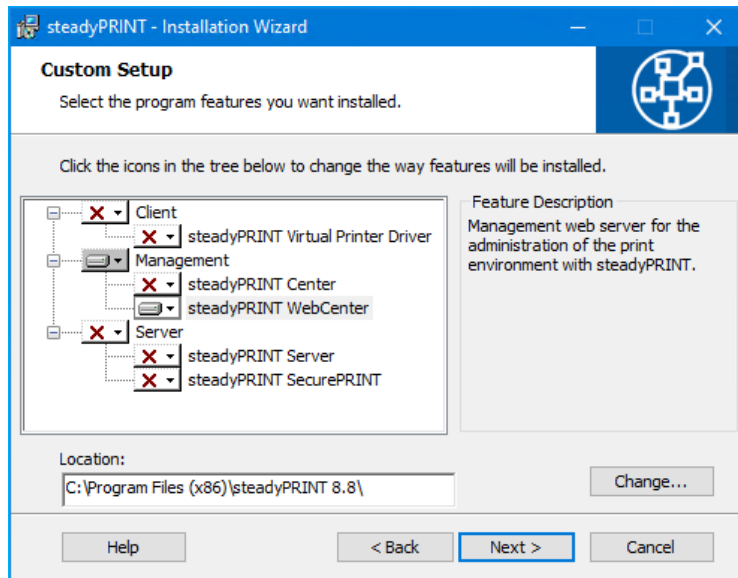 steadyPRINT - Installation Wizard
Custom Setup
Select the program features you want installed.
Click the icons in the tree below to change the way features will be installed.
Client
steadyPRINT Virtual Printer Driver
Management
steadyPRINT Center
steadyPRINT WebCenter
Server
steadyPRINT Server
steadyPRINT SecurePRINT
Feature Description
Management web server for the
administration of the print
environment with steadyPRINT.
Location:
C:\Program Files (x86)\steadyPRINT 8.8\
Change...
Help
< Back
Next >
Cancel